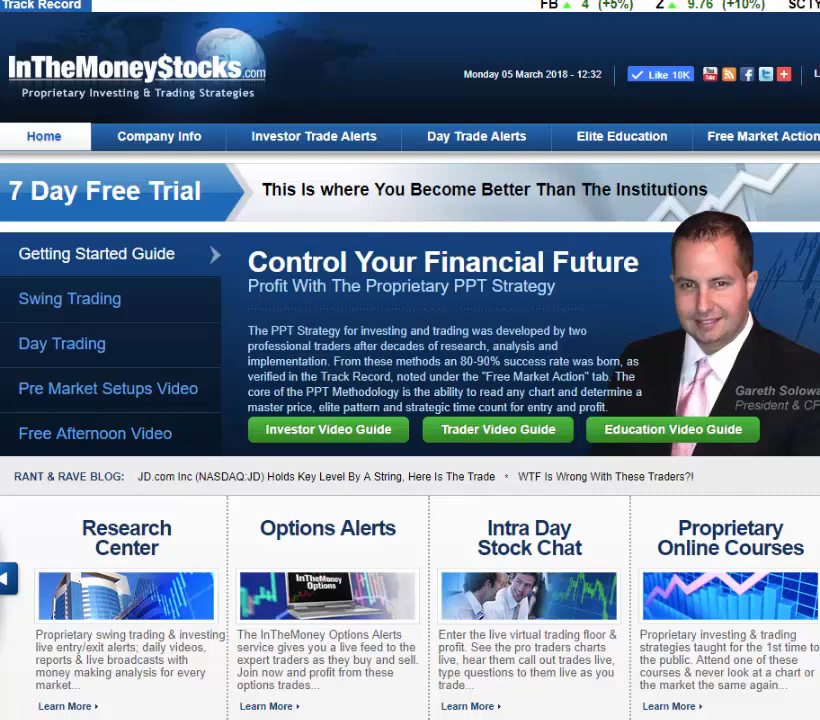 Track Record
FB 4 (+5%) Z 9.76 (+10%)
InTheMoney$tocks.com
Proprietary Investing & Trading Strategies
Monday 05 March 2018 - 12:32
Like 10K
Home Company Info Investor Trade Alerts Day Trade Alerts Elite Education Free Market Action
7 Day Free Trial
This Is where You Become Better Than The Institutions
Getting Started Guide
Swing Trading
Day Trading
Pre Market Setups Video
Free Afternoon Video
Control Your Financial Future
Profit With The Proprietary PPT Strategy
The PPT Strategy for investing and trading was developed by two
professional traders after decades of research, analysis and
implementation. From these methods an 80-90% success rate was born, as
verified in the Track Record, noted under the "Free Market Action" tab. The
core of the PPT Methodology is the ability to read any chart and determine a
master price, elite pattern and strategic time count for entry and profit.
Gareth
President &
Investor Video Guide Trader Video Guide Education Video Guide
RANT & RAVE BLOG: JD.com Inc (NASDAQ:JD) Holds Key Level By A String, Here Is The Trade * WTF Is Wrong With These Traders?!
Research
Center
Proprietary swing trading & investing
live entry/exit alerts; daily videos,
reports & live broadcasts with
money making analysis for every
market...
Learn More
Options Alerts
InTheMoney
Options
The InTheMoney Options Alerts
service gives you a live feed to the
expert traders as they buy and sell.
Join now and profit from these
options trades...
Learn More
Intra Day
Stock Chat
Enter the live virtual trading floor &
profit. See the pro traders charts
live, hear them call out trades live,
type questions to them live as you
trade...
Learn More
Proprietary
Online Courses
Proprietary investing & trading
strategies taught for the 1st time to
the public. Attend one of these
courses & never look at a chart or
the market the same again...
Learn More